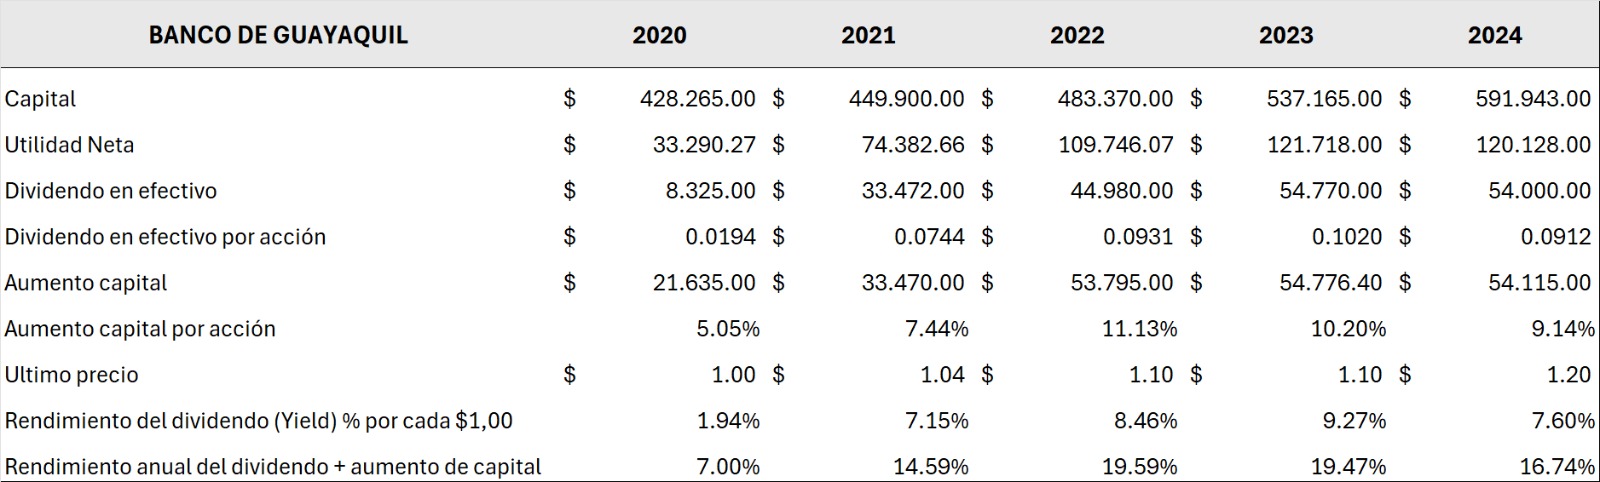 BANCO DE GUAYAQUIL 2020 2021 2022 2023 2024
Capital $ 428.265.00 $ 449.900.00 $ 483.370.00 $ 537.165.00 $ 591.943.00
Utilidad Neta $ 33.290.27 $ 74.382.66 $ 109.746.07 $ 121.718.00 $ 120.128.00
Dividendo en efectivo $ 8.325.00 $ 33.472.00 $ 44.980.00 $ 54.770.00 $ 54.000.00
Dividendo en efectivo por acción $ 0.0194 $ 0.0744 $ 0.0931 $ 0.1020 $ 0.0912
Aumento capital $ 21.635.00 $ 33.470.00 $ 53.795.00 $ 54.776.40 $ 54.115.00
Aumento capital por acción 5.05% 7.44% 11.13% 10.20% 9.14%
Ultimo precio $ 1.00 $ 1.04 $ 1.10 $ 1.10 $ 1.20
Rendimiento del dividendo (Yield) % por cada $1,00 1.94% 7.15% 8.46% 9.27% 7.60%
Rendimiento anual del dividendo + aumento de capital 7.00% 14.59% 19.59% 19.47% 16.74%